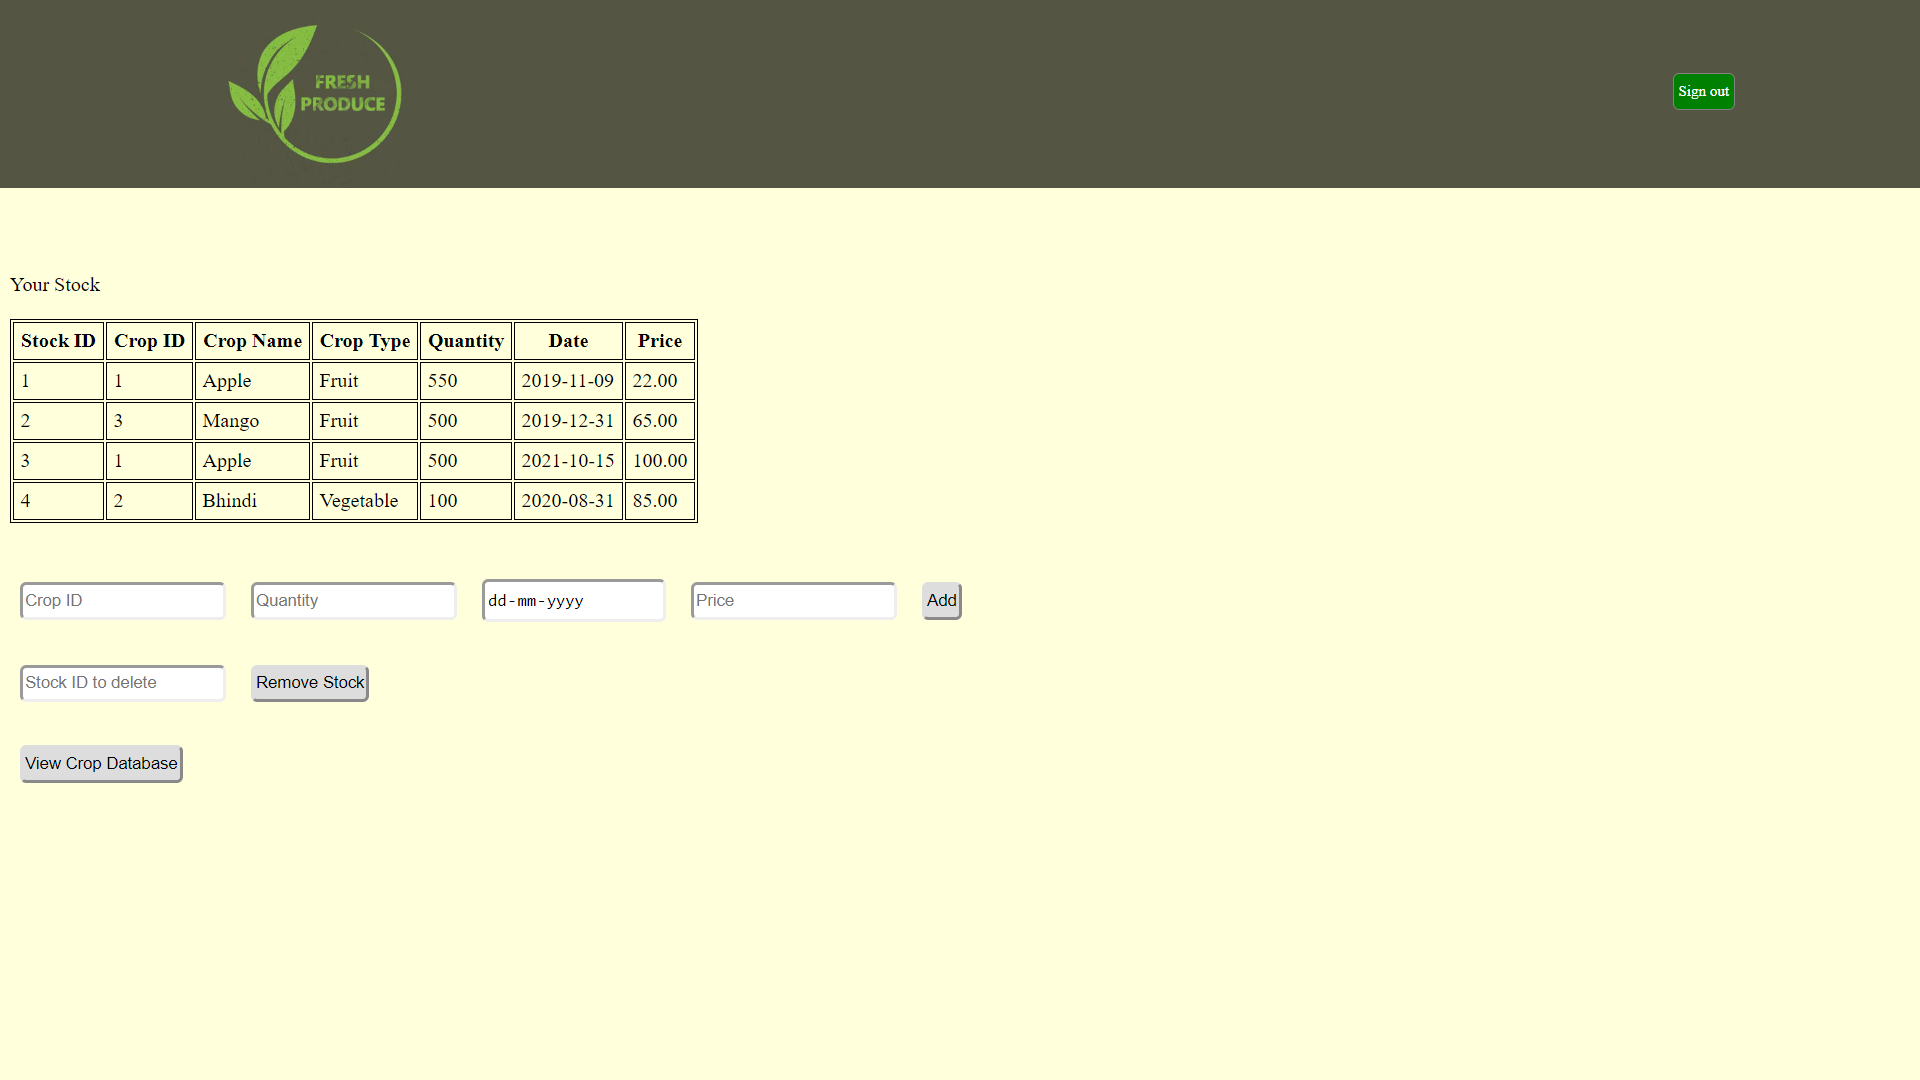 FRESH
PRODUCE
Sign out
Your Stock
Stock ID Crop ID Crop Name Crop Type Quantity Date Price
1 1 Apple Fruit 550 2019-11-09 22.00
2 3 Mango Fruit 500 2019-12-31 65.00
3 1 Apple Fruit 500 2021-10-15 100.00
4 2 Bhindi Vegetable 100 2020-08-31 85.00
Crop ID Quantity dd-mm-yyyy Price Add
Stock ID to delete Remove Stock
View Crop Database